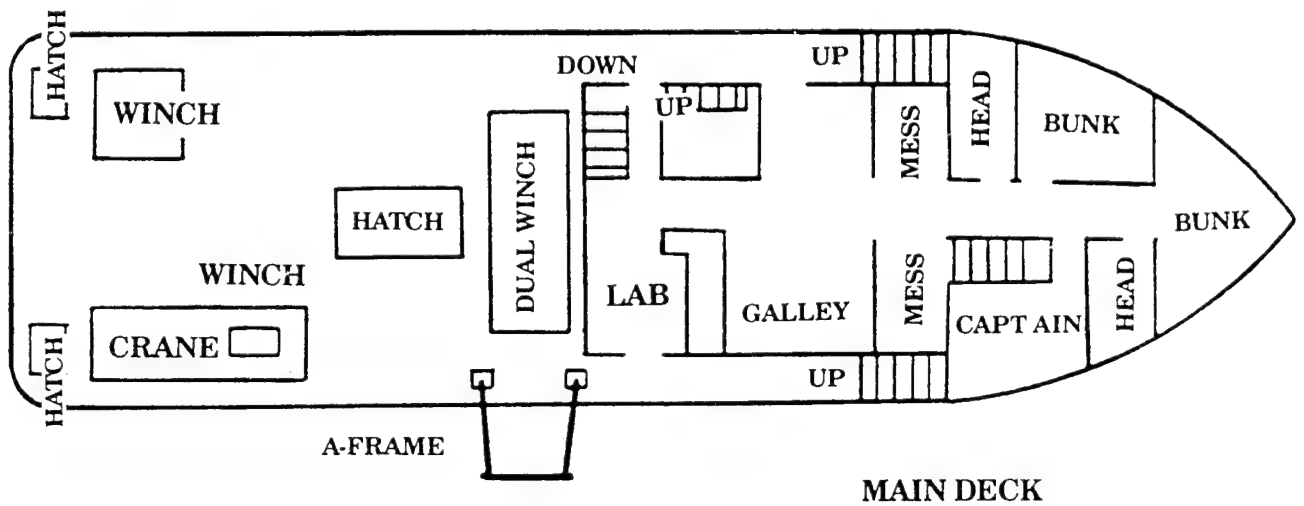 HATCH
WINCH
DOWN
UP
UP
MESS
HEAD
BUNK
HATCH
DUAL WINCH
BUNK
WINCH
LAB
GALLEY
MESS
CAPT AIN
HEAD
CRANE
HATCH
UP
A-FRAME
MAIN DECK